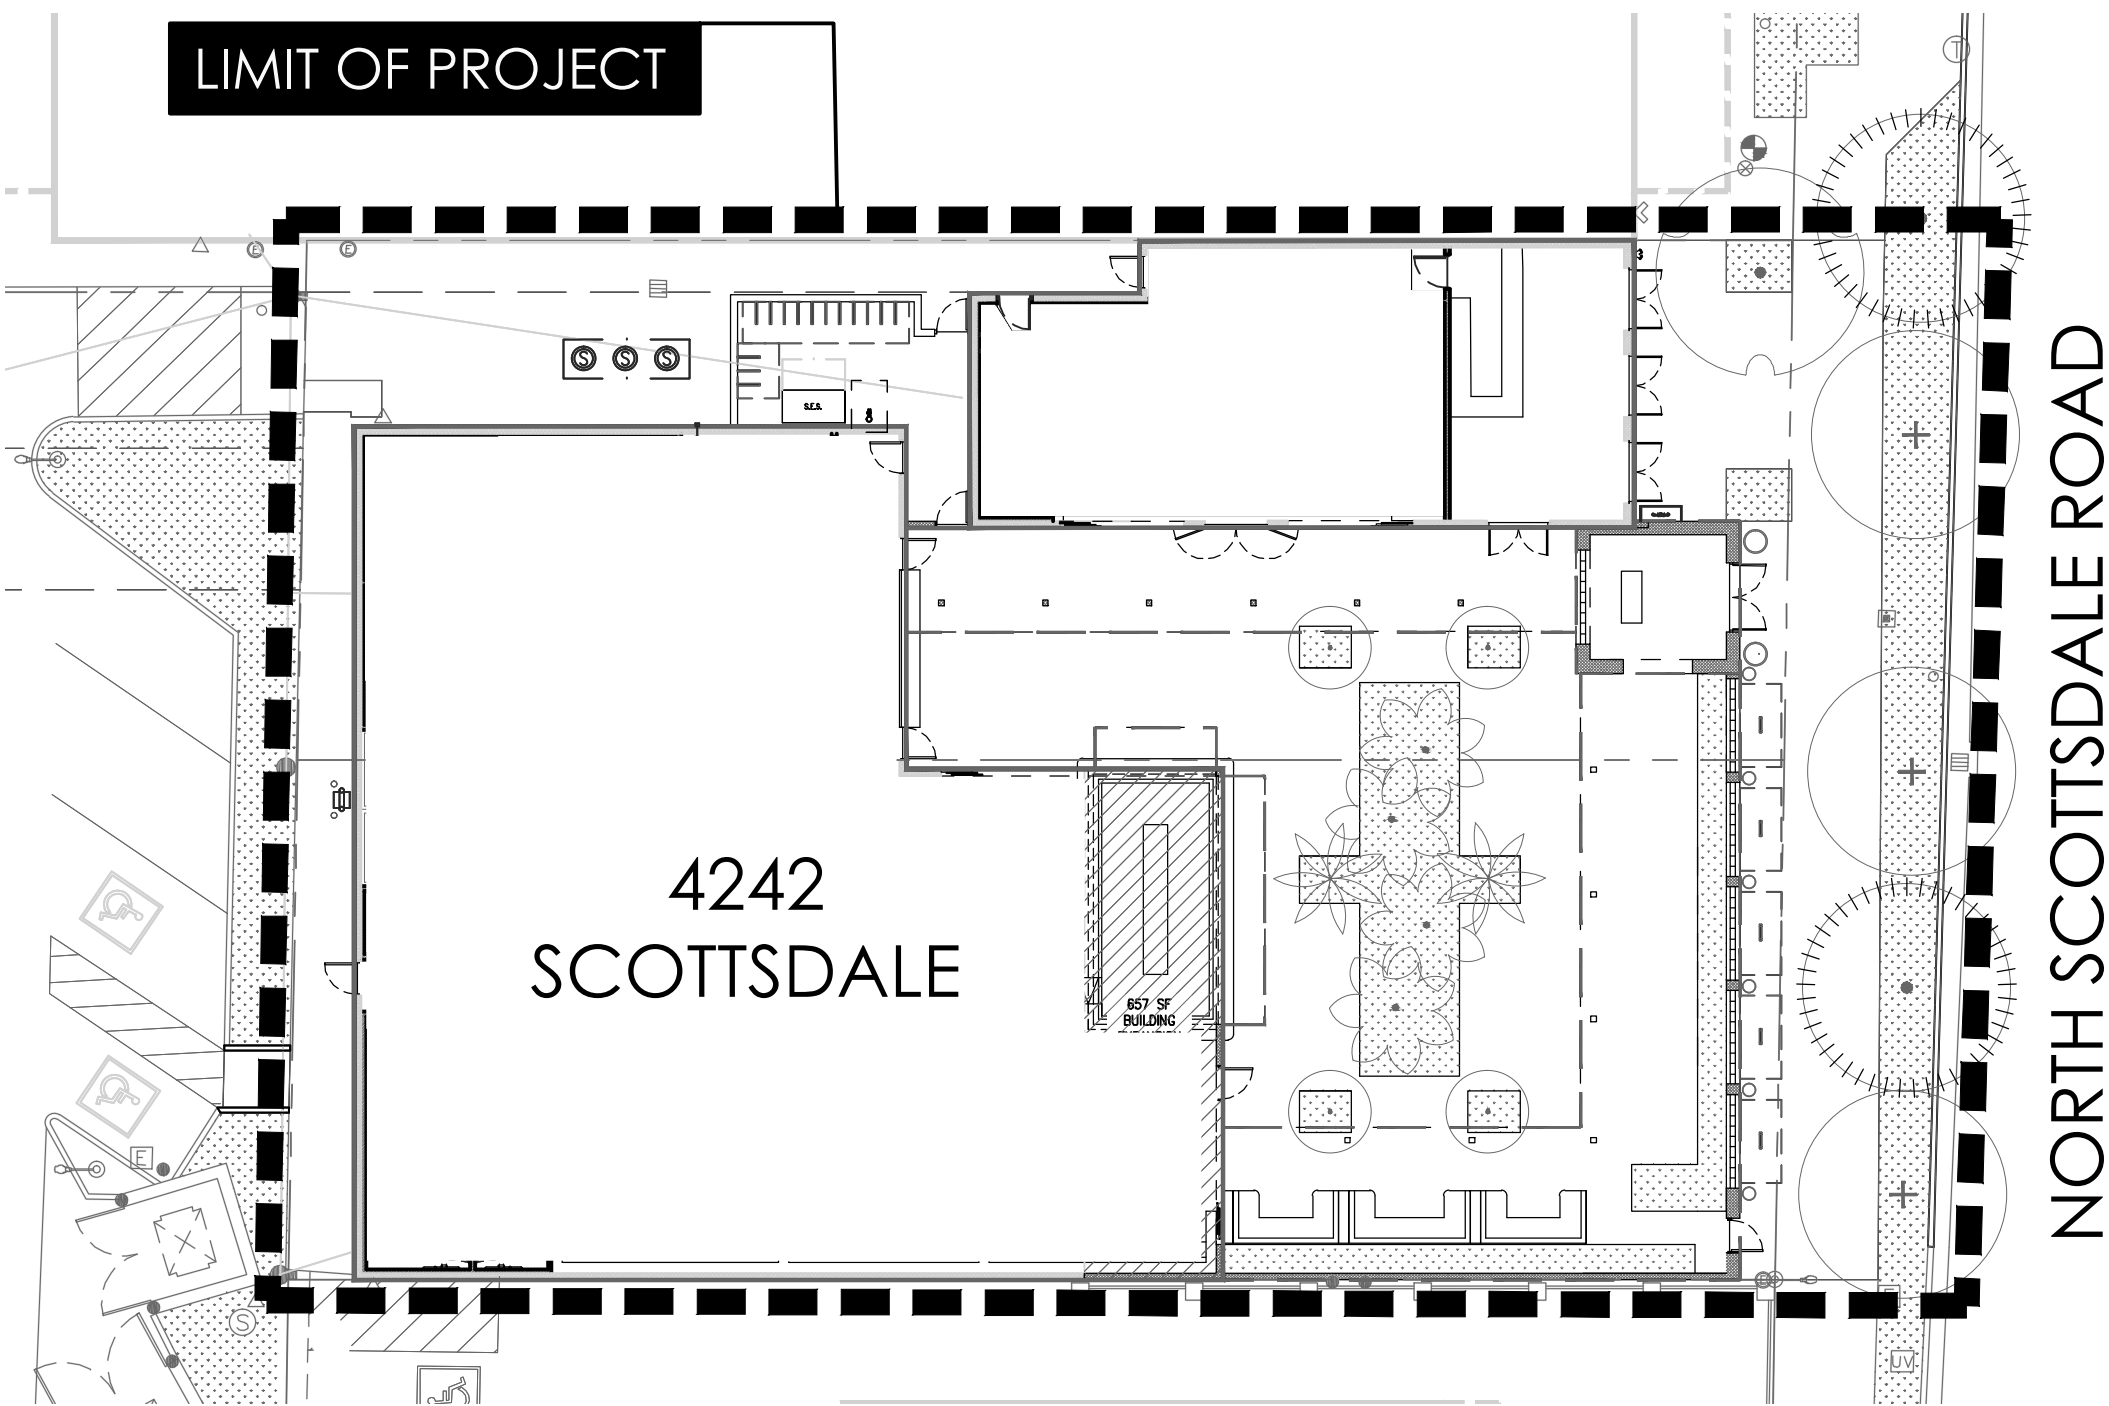 LIMIT OF PROJECT
T
E
E
S
S
S
S.E.S.
4242
SCOTTSDALE
657 SF
BUILDING
NORTH SCOTTSDALE ROAD
E
S
UV